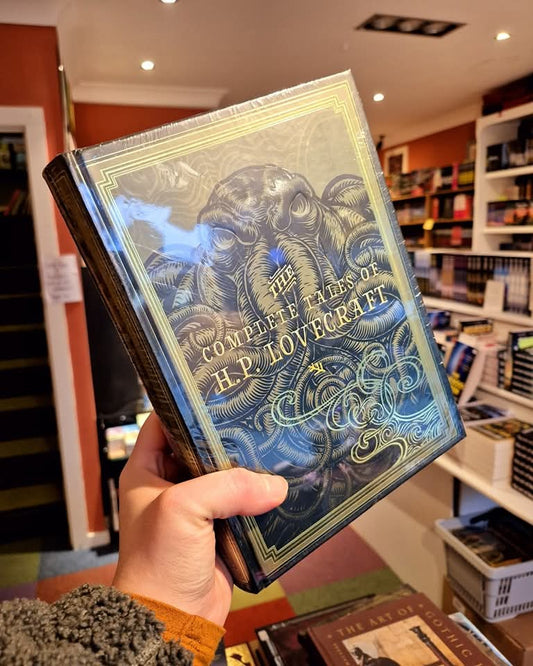 THE
COMPLETE TALES OF
H.P. LOVECRAFT
THE ART OF
GOTHIC